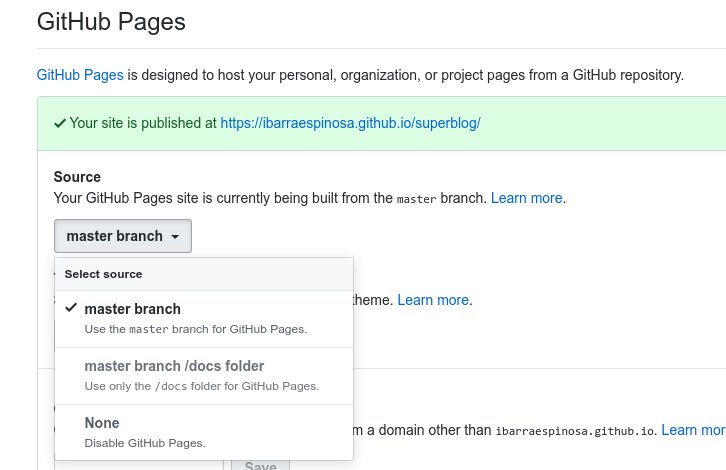 GitHub Pages
GitHub Pages is designed to host your personal, organization, or project pages from a GitHub repository.
Your site is published at https://ibarraespinosa.github.io/superblog/
Source
Your GitHub Pages site is currently being built from the master branch. Learn more.
master branch
Select source
theme. Learn more.
master branch
Use the master branch for GitHub Pages.
master branch /docs folder
Use only the /docs folder for GitHub Pages.
None
m a domain other than ibarraespinosa.github.io. Learn mor
Disable GitHub Pages.
Save